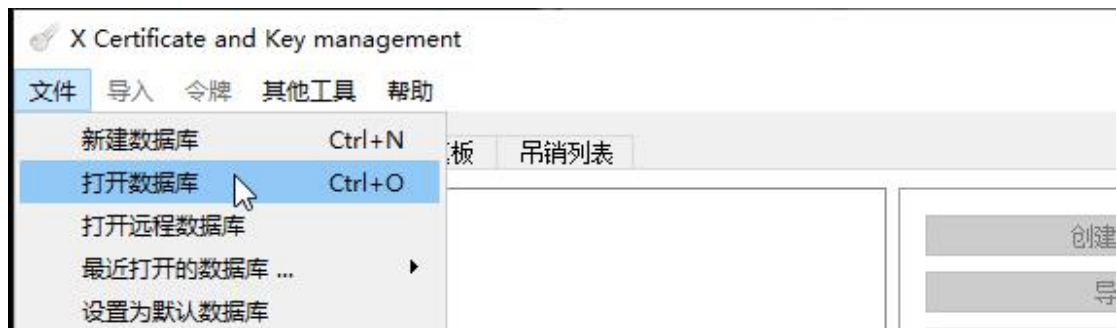 X Certificate and Key management
文件 导入 令牌 其他工具 帮助
新建数据库 Ctrl+N
板 吊销列表
打开数据库 Ctrl+O
打开远程数据库
创建
最近打开的数据库 ...
导
设置为默认数据库